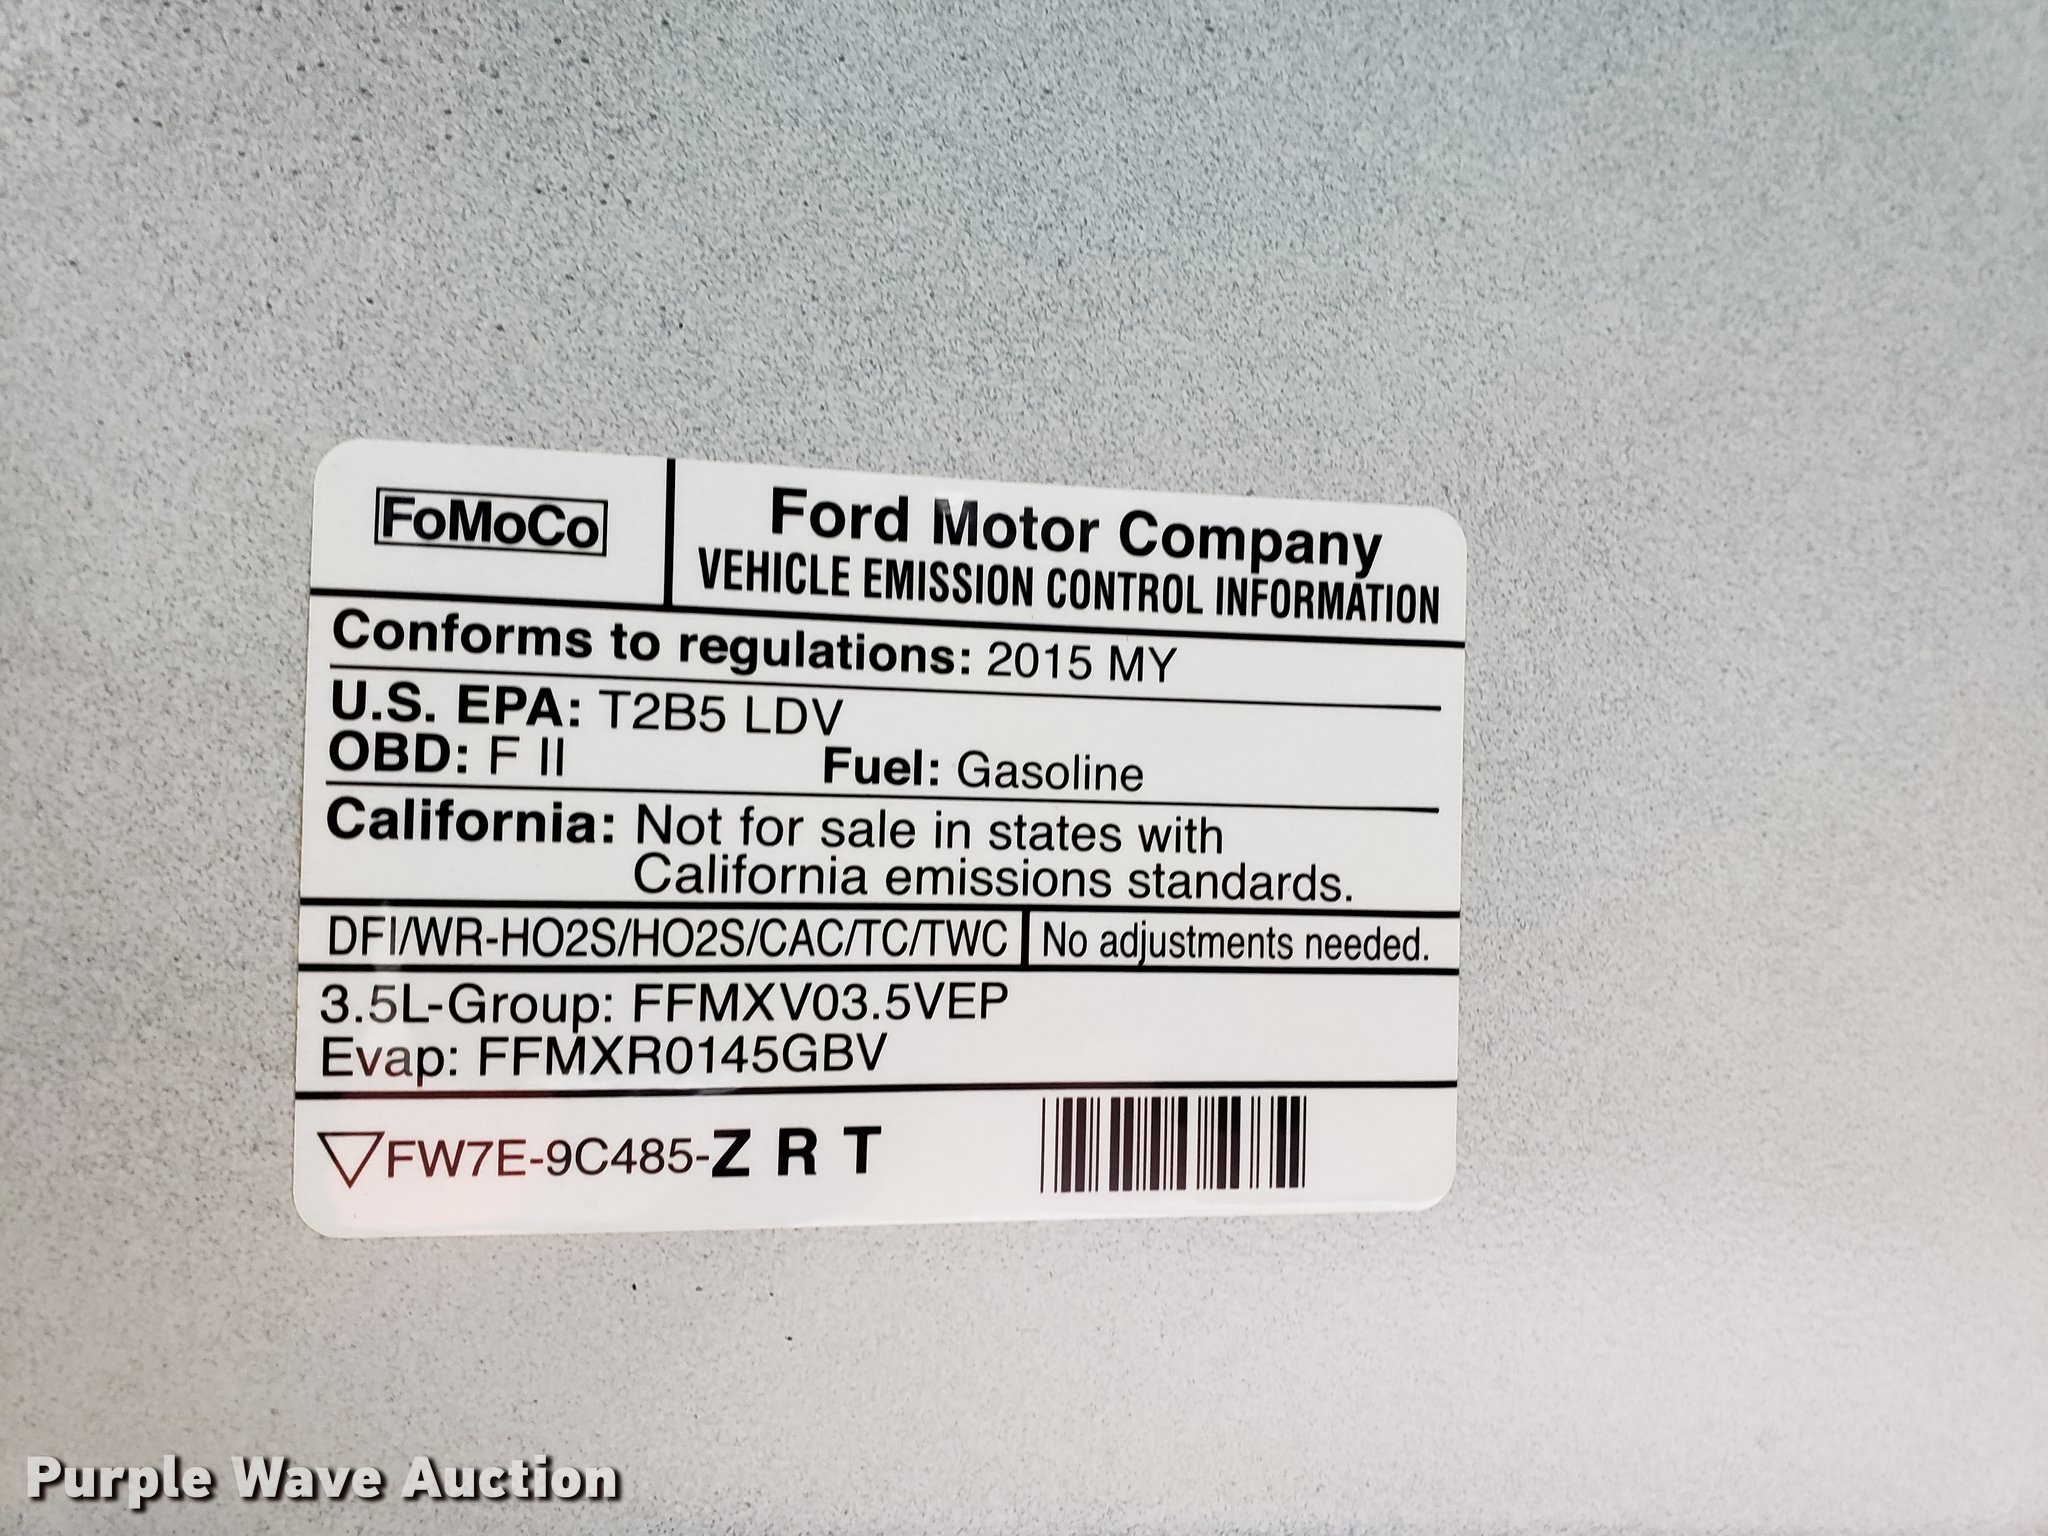 FoMoCo
Ford Motor Company
VEHICLE EMISSION CONTROL INFORMATION
Conforms to regulations: 2015 MY
U.S. EPA: T2B5 LDV
OBD: F II Fuel: Gasoline
California: Not for sale in states with
California emissions standards.
DFI/WR-HO2S/HO2S/CAC/TC/TWC No adjustments needed.
3.5L-Group: FFMXV03.5VEP
Evap: FFMXR0145GBV
FW7E-9C485-Z R T
Purple Wave Auction